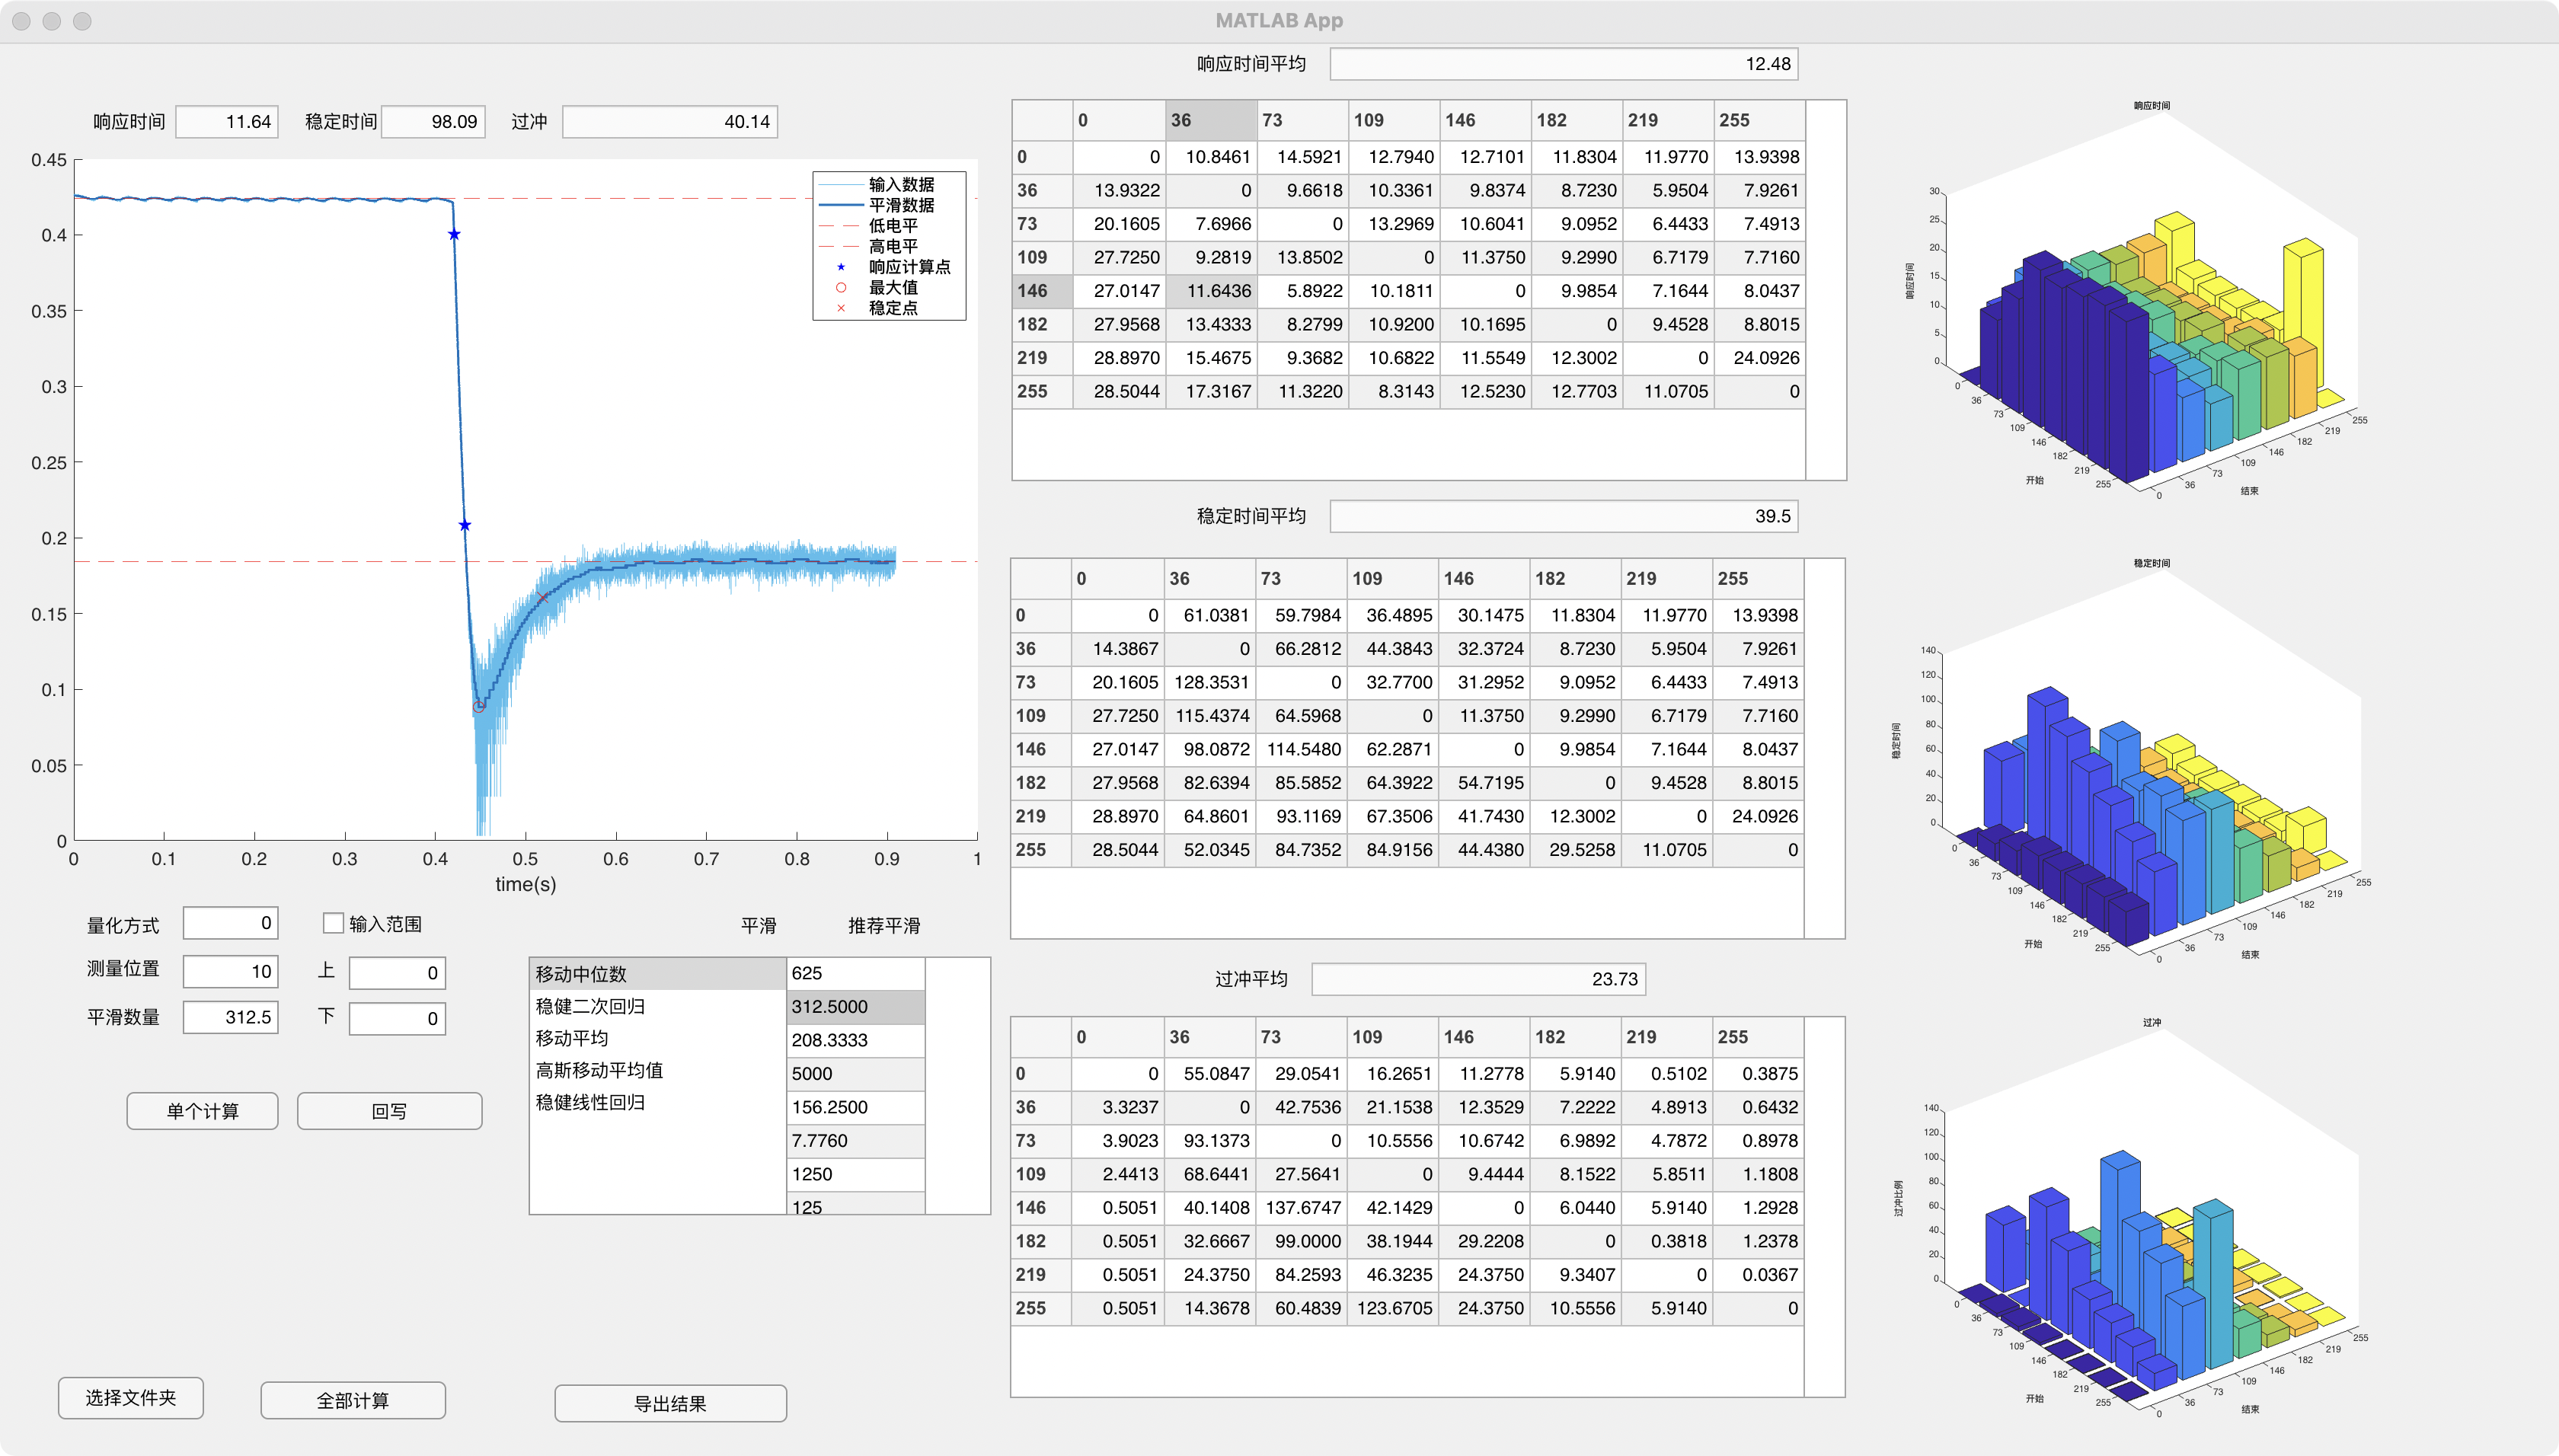 MATLAB App
响应时间 11.64 稳定时间 98.09 过冲 40.14
0.45
0.4
0.35
0.3
0.25
0.2
0.15
0.1
0.05
0
0 0.1 0.2 0.3 0.4 0.5 0.6 0.7 0.8 0.9 1
time(s)
输入数据
平滑数据
低电平
高电平
响应计算点
最大值
稳定点
量化方式 0 输入范围
测量位置 10 上 0
平滑数量 312.5 下 0
单个计算 回写
平滑 推荐平滑
移动中位数
稳健二次回归
移动平均
高斯移动平均值
稳健线性回归
625
312.5000
208.3333
5000
156.2500
7.7760
1250
125
选择文件夹 全部计算 导出结果
响应时间平均 12.48
0 36 73 109 146 182 219 255
0 0 10.8461 14.5921 12.7940 12.7101 11.8304 11.9770 13.9398
36 13.9322 0 9.6618 10.3361 9.8374 8.7230 5.9504 7.9261
73 20.1605 7.6966 0 13.2969 10.6041 9.0952 6.4433 7.4913
109 27.7250 9.2819 13.8502 0 11.3750 9.2990 6.7179 7.7160
146 27.0147 11.6436 5.8922 10.1811 0 9.9854 7.1644 8.0437
182 27.9568 13.4333 8.2799 10.9200 10.1695 0 9.4528 8.8015
219 28.8970 15.4675 9.3682 10.6822 11.5549 12.3002 0 24.0926
255 28.5044 17.3167 11.3220 8.3143 12.5230 12.7703 11.0705 0
稳定时间平均 39.5
0 36 73 109 146 182 219 255
0 0 61.0381 59.7984 36.4895 30.1475 11.8304 11.9770 13.9398
36 14.3867 0 66.2812 44.3843 32.3724 8.7230 5.9504 7.9261
73 20.1605 128.3531 0 32.7700 31.2952 9.0952 6.4433 7.4913
109 27.7250 115.4374 64.5968 0 11.3750 9.2990 6.7179 7.7160
146 27.0147 98.0872 114.5480 62.2871 0 9.9854 7.1644 8.0437
182 27.9568 82.6394 85.5852 64.3922 54.7195 0 9.4528 8.8015
219 28.8970 64.8601 93.1169 67.3506 41.7430 12.3002 0 24.0926
255 28.5044 52.0345 84.7352 84.9156 44.4380 29.5258 11.0705 0
过冲平均 23.73
0 36 73 109 146 182 219 255
0 0 55.0847 29.0541 16.2651 11.2778 5.9140 0.5102 0.3875
36 3.3237 0 42.7536 21.1538 12.3529 7.2222 4.8913 0.6432
73 3.9023 93.1373 0 10.5556 10.6742 6.9892 4.7872 0.8978
109 2.4413 68.6441 27.5641 0 9.4444 8.1522 5.8511 1.1808
146 0.5051 40.1408 137.6747 42.1429 0 6.0440 5.9140 1.2928
182 0.5051 32.6667 99.0000 38.1944 29.2208 0 0.3818 1.2378
219 0.5051 24.3750 84.2593 46.3235 24.3750 9.3407 0 0.0367
255 0.5051 14.3678 60.4839 123.6705 24.3750 10.5556 5.9140 0
响应时间
30
25
20
15
10
5
0
响应时间
0 36 73 109 146 182 219 255
开始
0 36 73 109 146 182 219 255
结束
稳定时间
140
120
100
80
60
40
20
0
稳定时间
0 36 73 109 146 182 219 255
开始
0 36 73 109 146 182 219 255
结束
过冲
140
120
100
80
60
40
20
0
过冲比例
0 36 73 109 146 182 219 255
开始
0 36 73 109 146 182 219 255
结束